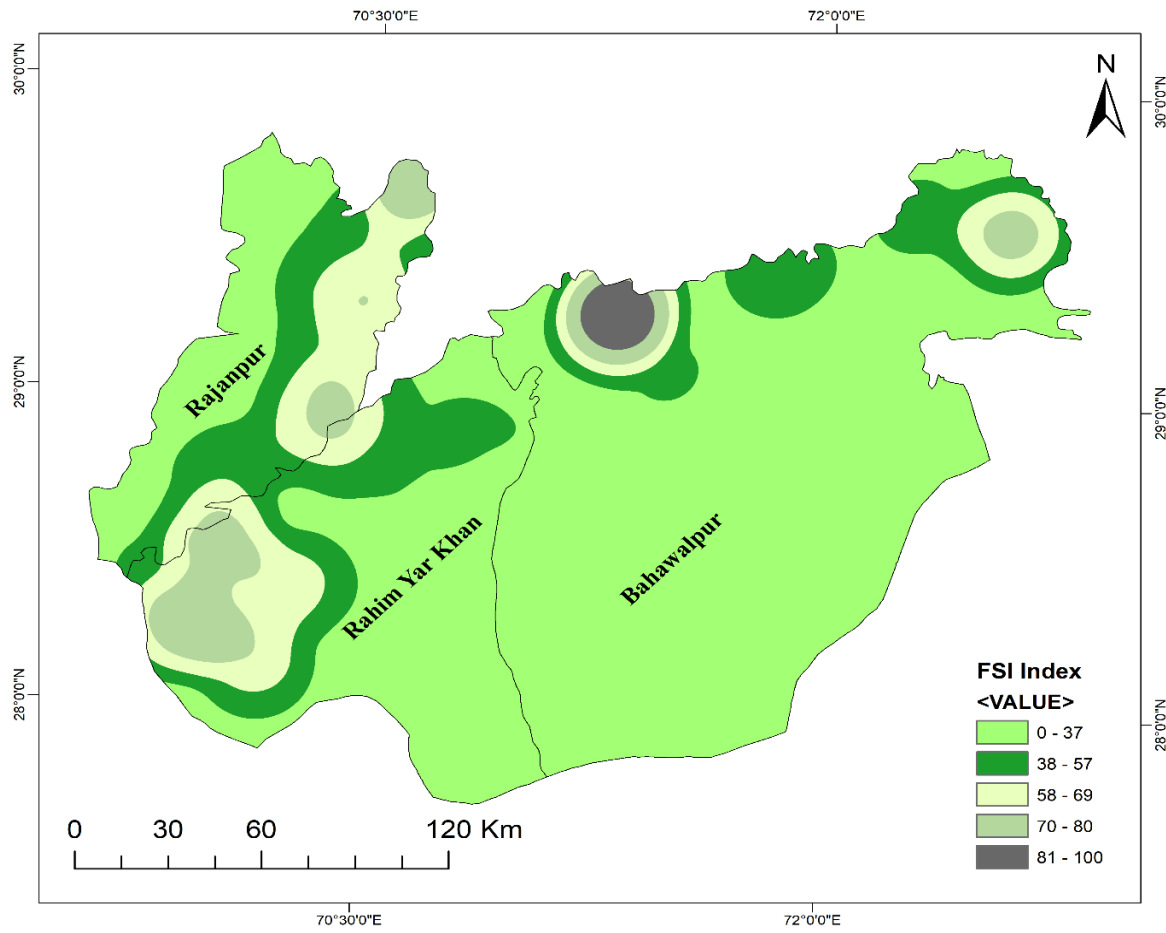 70°30'0"E
72°0'0"E
30°0'0"N
30°0'0"N
N
29°0'0"N
29°0'0"N
Rajanpur
Rahim Yar Khan
Bahawalpur
28°0'0"N
28°0'0"N
FSI Index
<VALUE>
0 - 37
38 - 57
58 - 69
70 - 80
81 - 100
0 30 60 120 Km
70°30'0"E
72°0'0"E